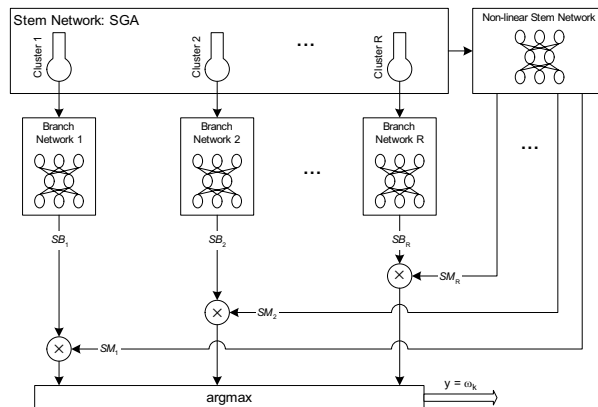 Stem Network: SGA
Non-linear Stem Network
Cluster 1
Cluster 2
...
Cluster R
Branch
Network 1
Branch
Network 2
...
Branch
Network R
...
SB1
SB2
SBR
× SMR
× SM2
× SM1
argmax
y = ωk